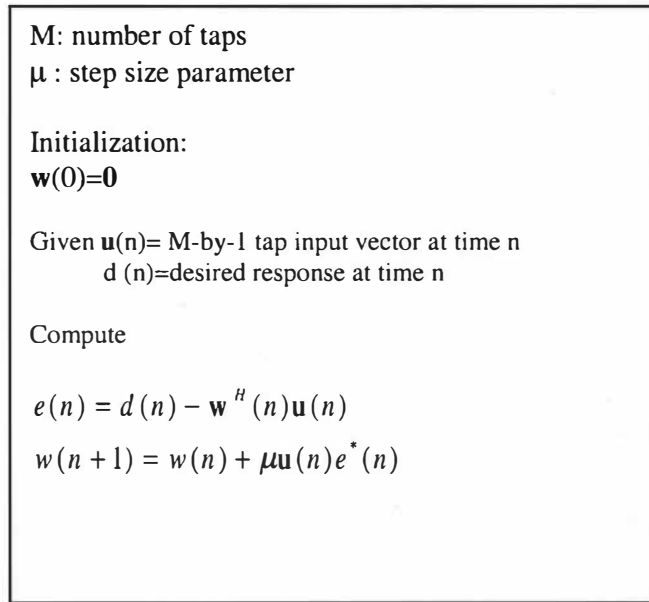 M: number of taps
μ : step size parameter
Initialization:
w(0)=0
Given u(n)= M-by-1 tap input vector at time n
d (n)=desired response at time n
Compute
e(n) = d(n) − w^H(n)u(n)
w(n+1) = w(n) + μu(n)e^*(n)